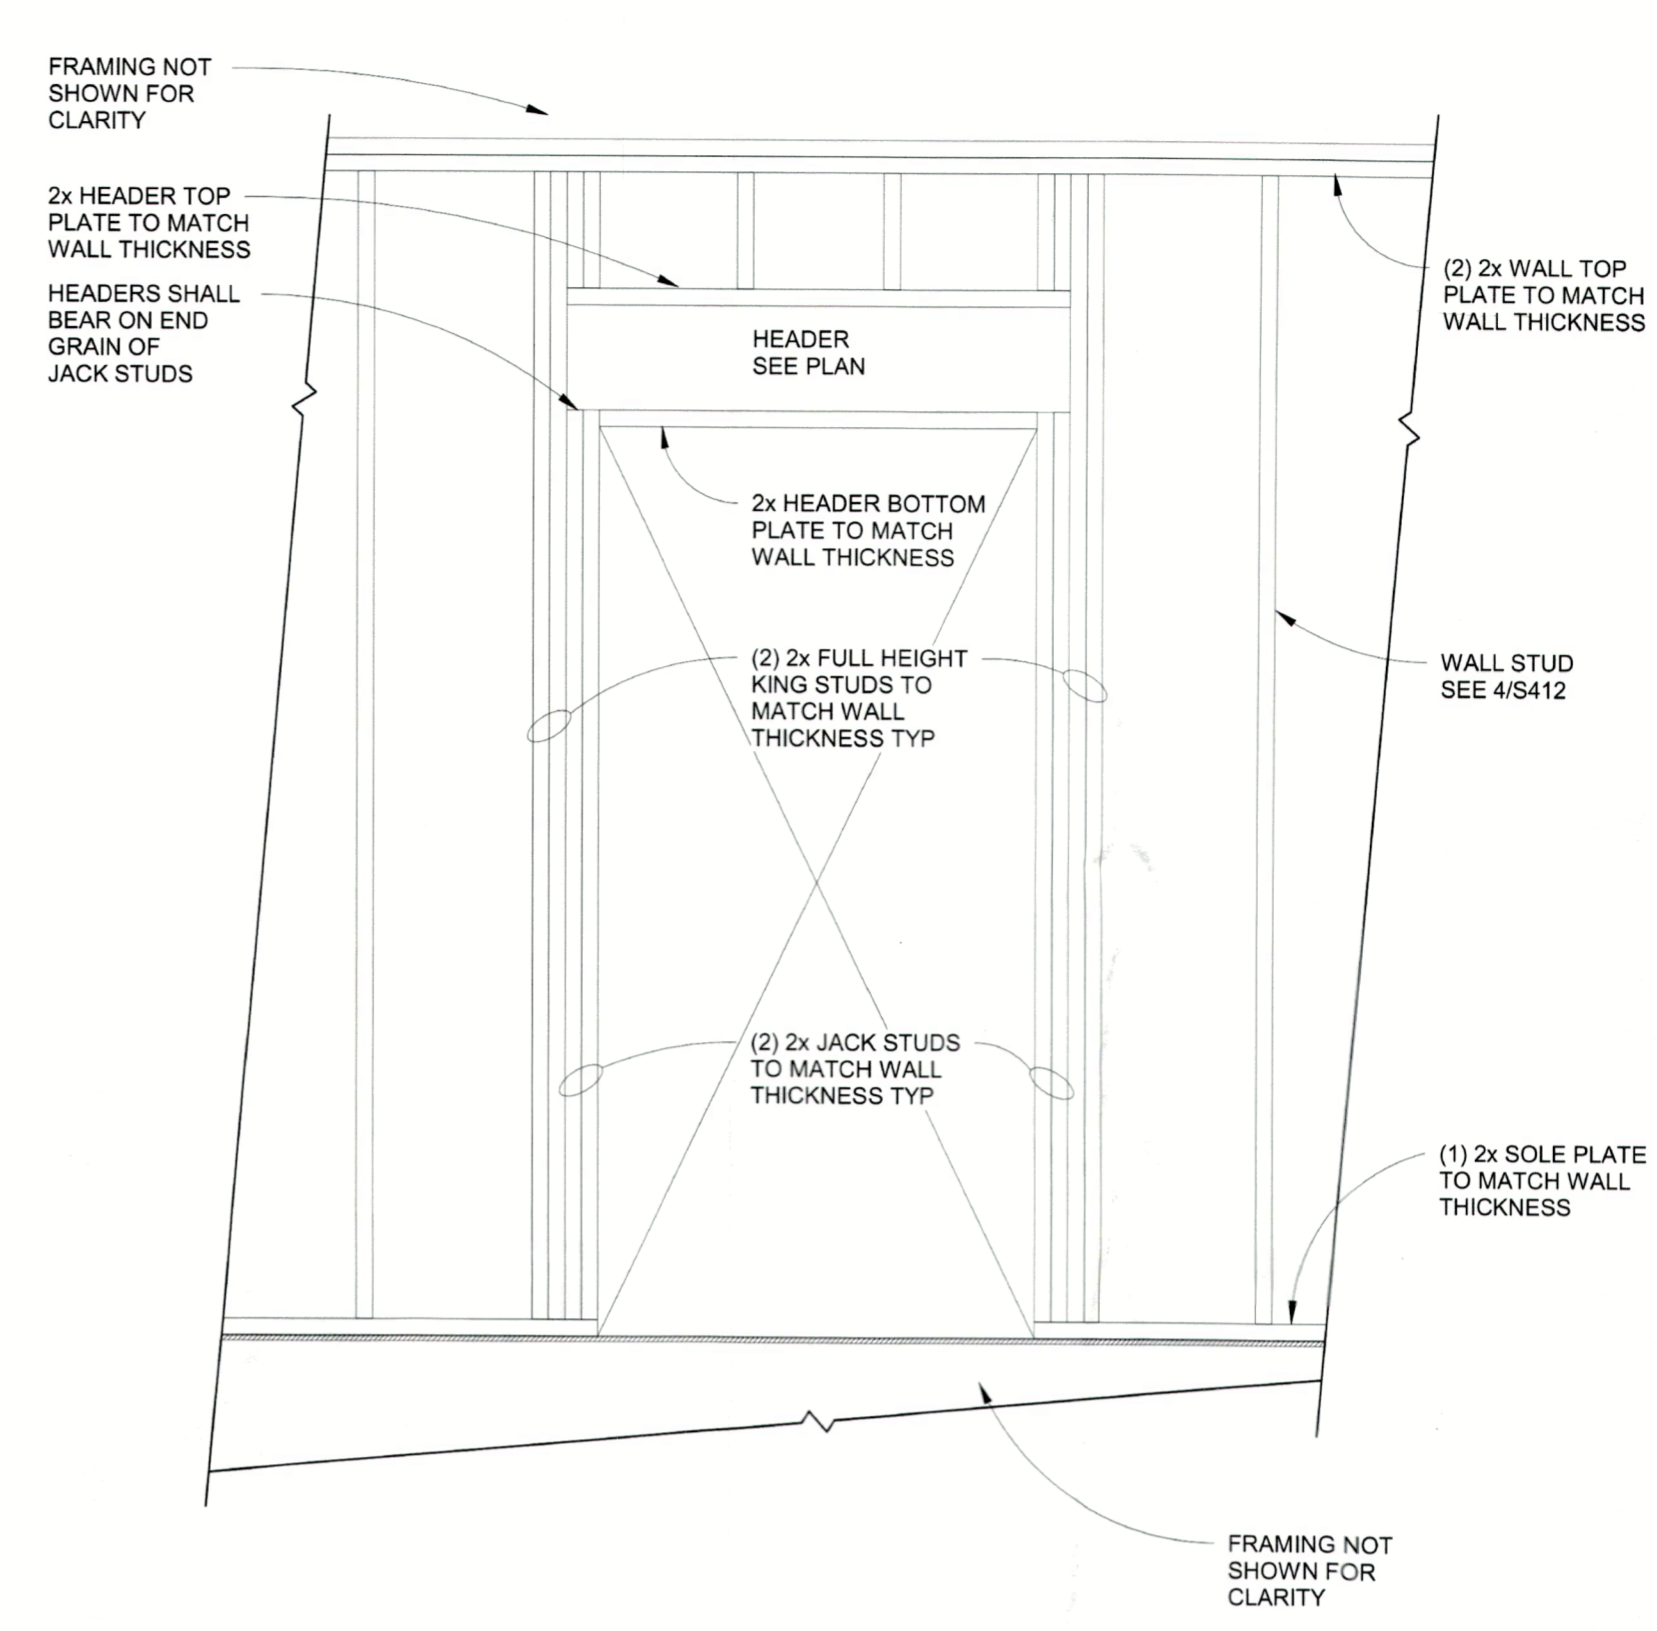 FRAMING NOT
SHOWN FOR
CLARITY
2x HEADER TOP
PLATE TO MATCH
WALL THICKNESS
HEADERS SHALL
BEAR ON END
GRAIN OF
JACK STUDS
(2) 2x WALL TOP
PLATE TO MATCH
WALL THICKNESS
HEADER
SEE PLAN
2x HEADER BOTTOM
PLATE TO MATCH
WALL THICKNESS
(2) 2x FULL HEIGHT
KING STUDS TO
MATCH WALL
THICKNESS TYP
WALL STUD
SEE 4/S412
(2) 2x JACK STUDS
TO MATCH WALL
THICKNESS TYP
(1) 2x SOLE PLATE
TO MATCH WALL
THICKNESS
FRAMING NOT
SHOWN FOR
CLARITY